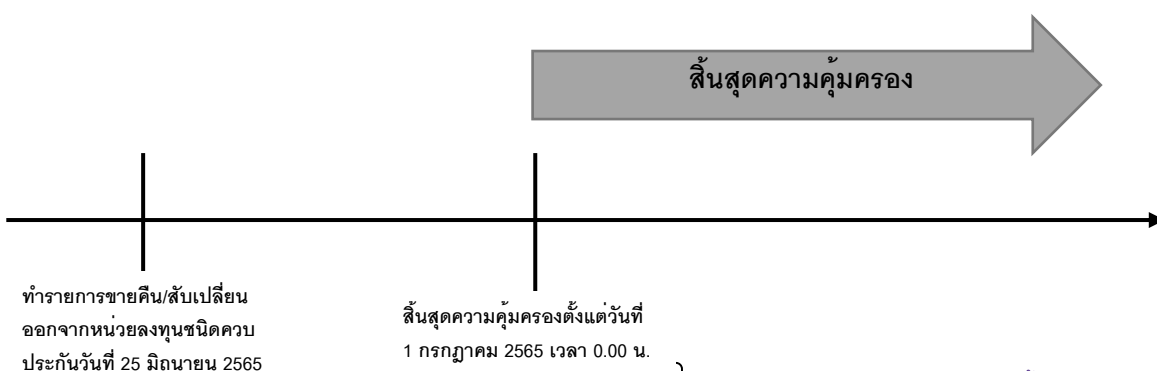 สิ้นสุดความคุ้มครอง
ทำรายการขายคืน/สับเปลี่ยน
ออกจากหน่วยลงทุนชนิดควบ
ประกันวันที่ 25 มิถุนายน 2565
สิ้นสุดความคุ้มครองตั้งแต่วันที่
1 กรกฎาคม 2565 เวลา 0.00 น.